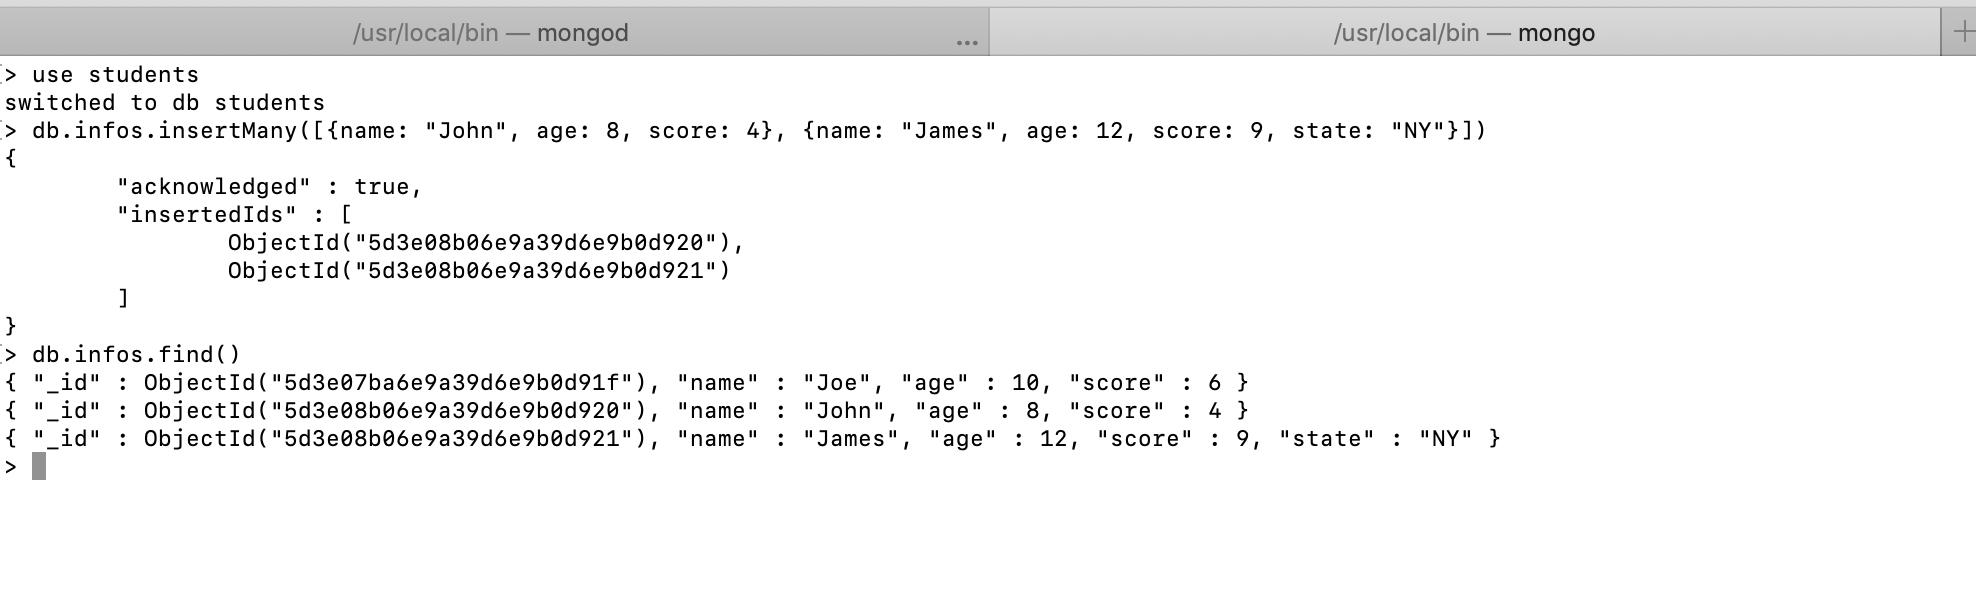 /usr/local/bin — mongod ... /usr/local/bin — mongo +
> use students
switched to db students
> db.infos.insertMany([{name: "John", age: 8, score: 4}, {name: "James", age: 12, score: 9, state: "NY"}])
{
        "acknowledged" : true,
        "insertedIds" : [
                ObjectId("5d3e08b06e9a39d6e9b0d920"),
                ObjectId("5d3e08b06e9a39d6e9b0d921")
        ]
}
> db.infos.find()
{ "_id" : ObjectId("5d3e07ba6e9a39d6e9b0d91f"), "name" : "Joe", "age" : 10, "score" : 6 }
{ "_id" : ObjectId("5d3e08b06e9a39d6e9b0d920"), "name" : "John", "age" : 8, "score" : 4 }
{ "_id" : ObjectId("5d3e08b06e9a39d6e9b0d921"), "name" : "James", "age" : 12, "score" : 9, "state" : "NY" }
>